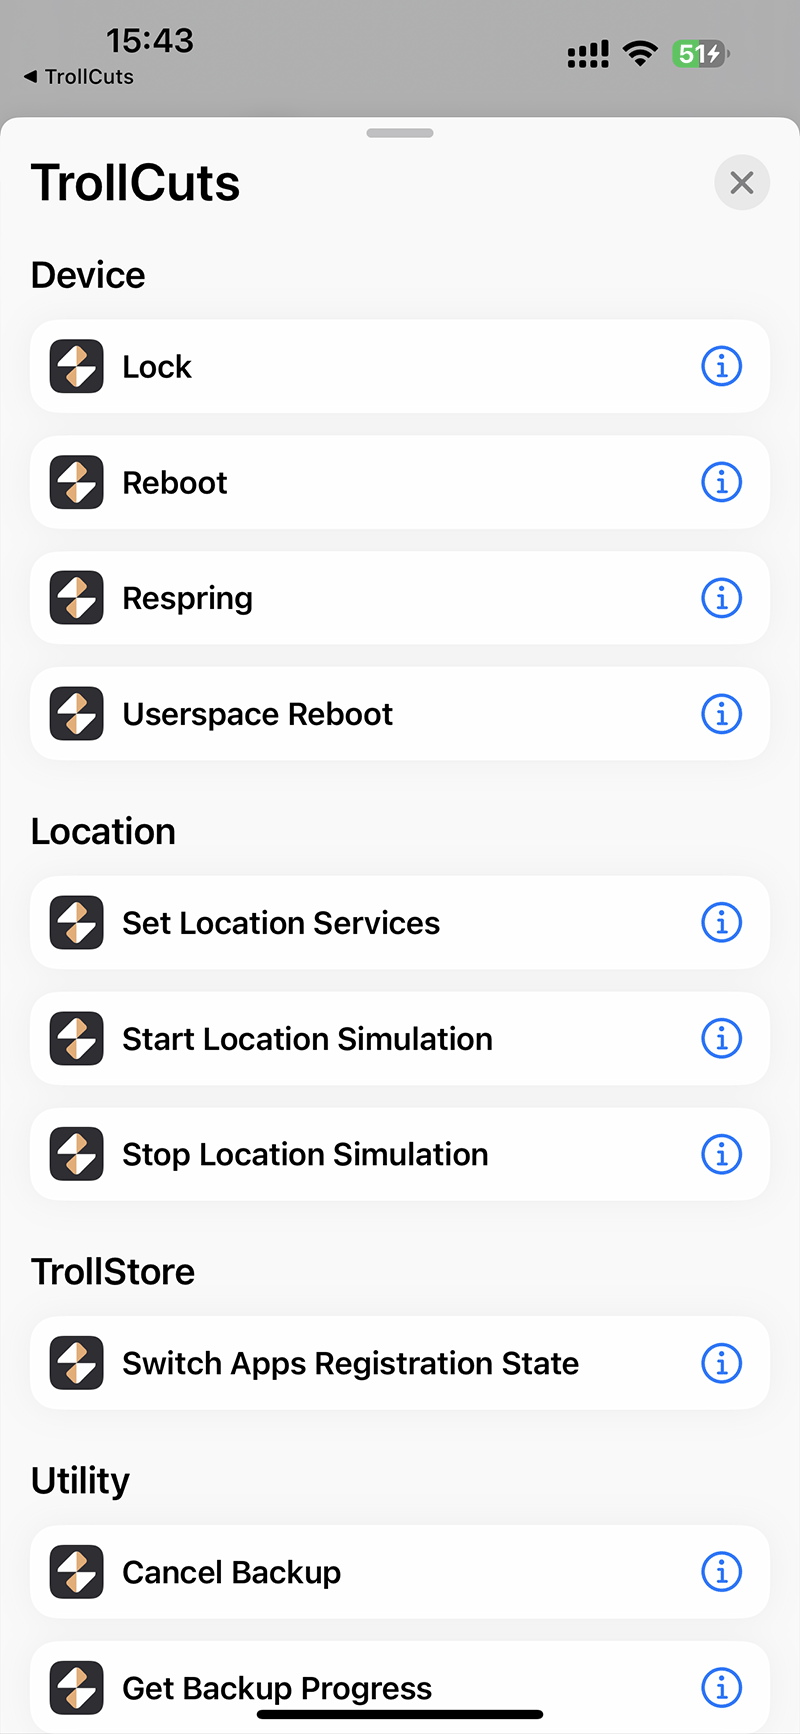 15:43
51
◀ TrollCuts
TrollCuts
Device
Lock
Reboot
Respring
Userspace Reboot
Location
Set Location Services
Start Location Simulation
Stop Location Simulation
TrollStore
Switch Apps Registration State
Utility
Cancel Backup
Get Backup Progress